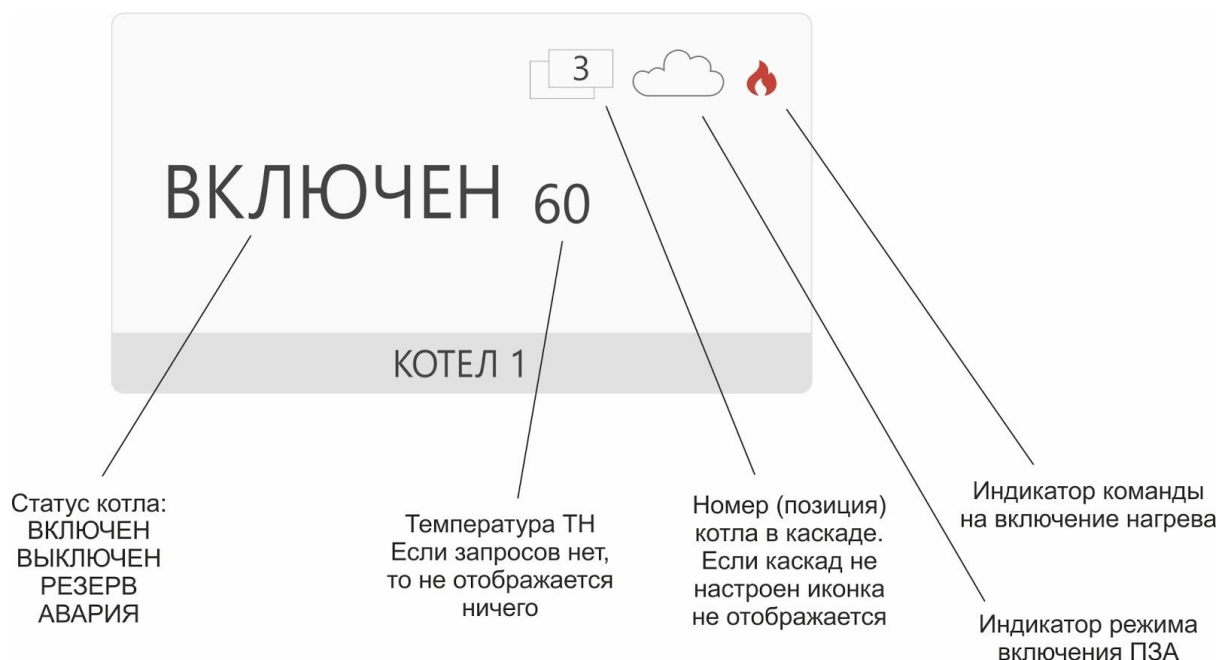 3
ВКЛЮЧЕН 60
КОТЕЛ 1
Статус котла:
ВКЛЮЧЕН
ВЫКЛЮЧЕН
РЕЗЕРВ
АВАРИЯ
Температура ТН
Если запросов нет,
то не отображается
ничего
Номер (позиция)
котла в каскаде.
Если каскад не
настроен иконка
не отображается
Индикатор команды
на включение нагрева
Индикатор режима
включения ПЗА